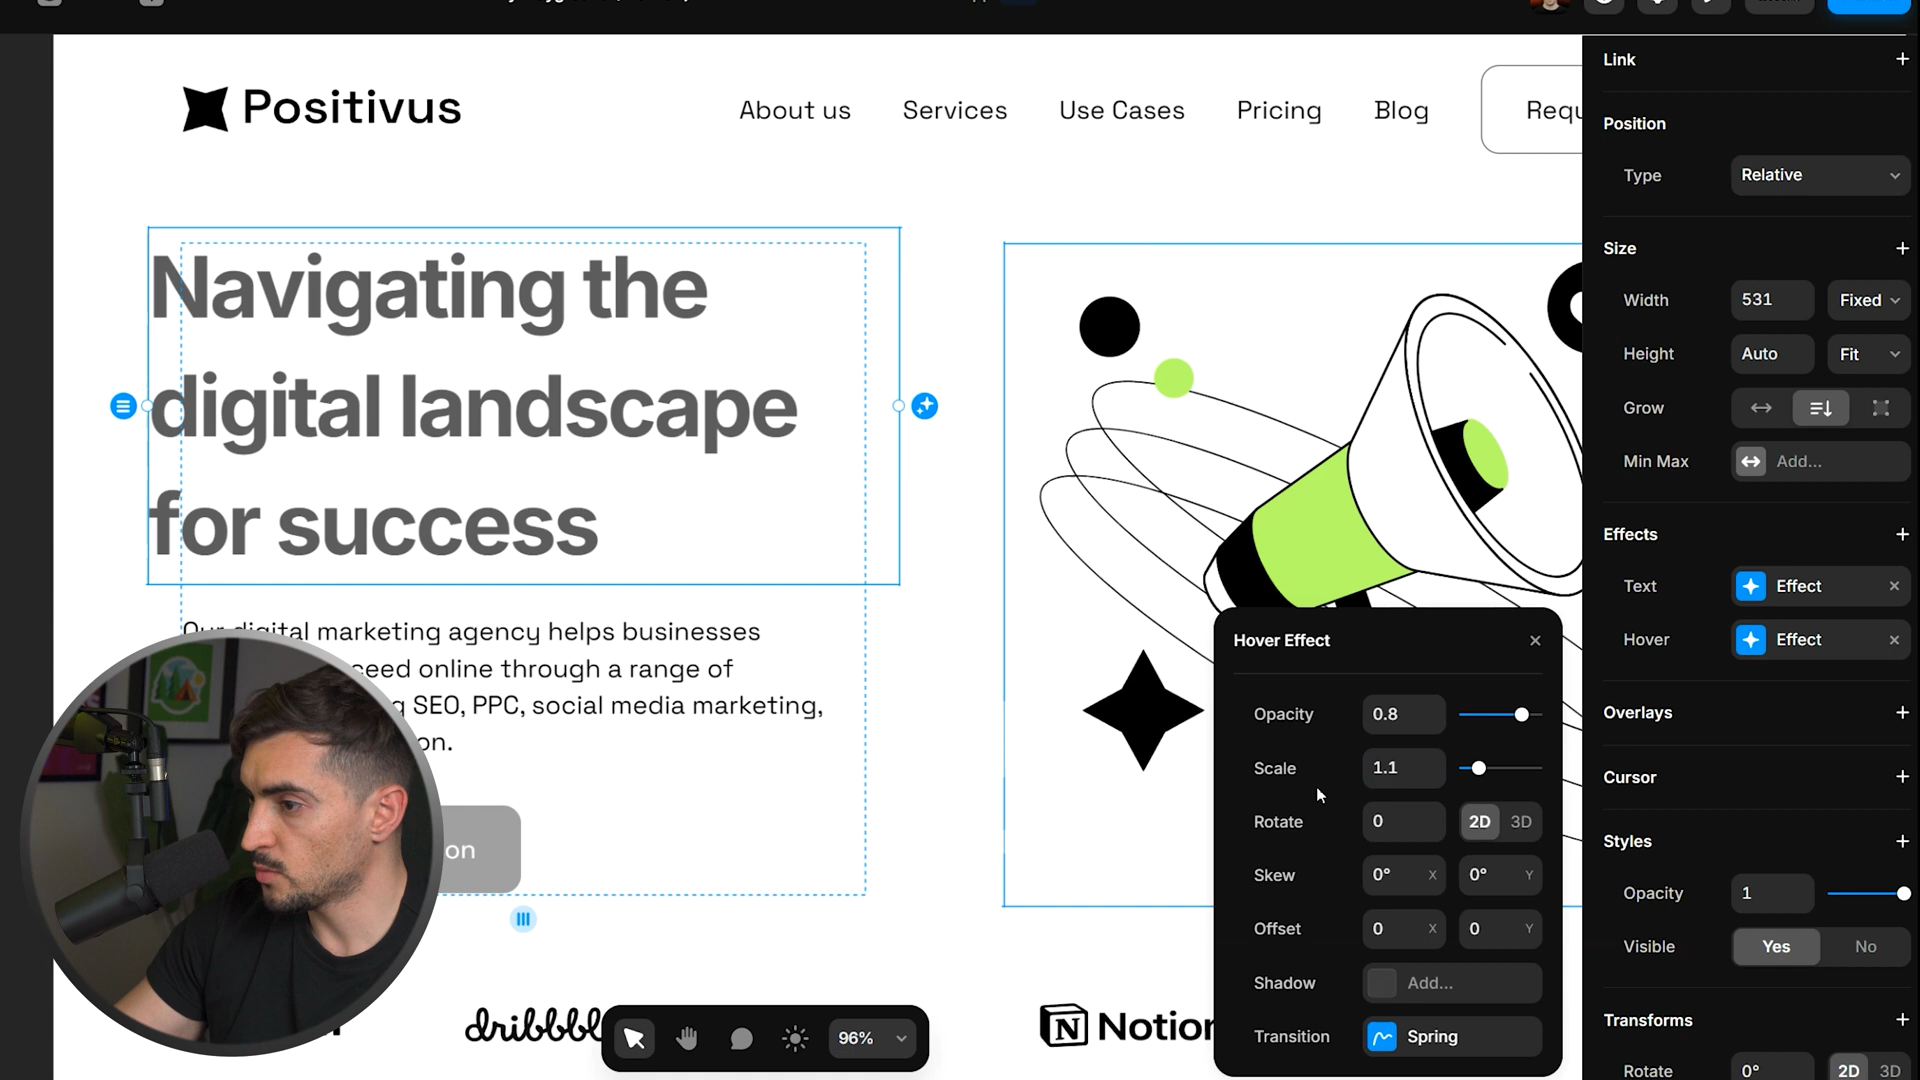 Positivus
About us
Services
Use Cases
Pricing
Blog
Requ
Navigating the
digital landscape
for success
Our digital marketing agency helps businesses
ceed online through a range of
SEO, PPC, social media marketing,
on.
on
dribbbl
Notion
96%
Hover Effect
Opacity 0.8
Scale 1.1
Rotate 0 2D 3D
Skew 0° X 0° Y
Offset 0 X 0 Y
Shadow Add...
Transition Spring
Link
Position
Type Relative
Size
Width 531 Fixed
Height Auto Fit
Grow
Min Max Add...
Effects
Text Effect
Hover Effect
Overlays
Cursor
Styles
Opacity 1
Visible Yes No
Transforms
Rotate 0° 2D 3D